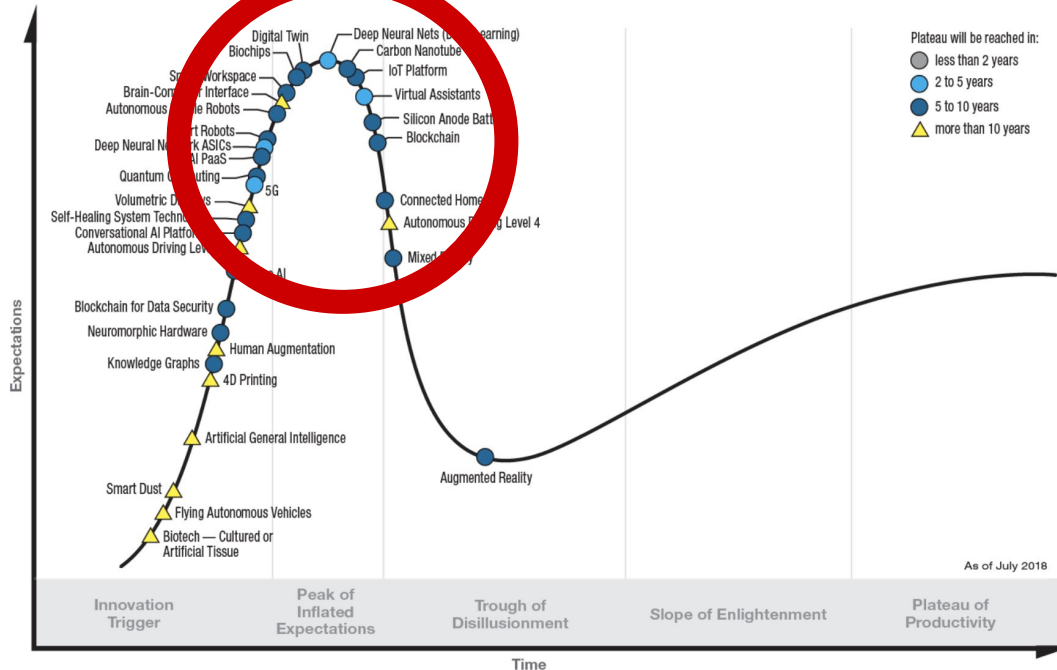 Digital Twin
Deep Neural Nets
Biochips
Carbon Nanotube
Workspace
IoT Platform
Interface
Virtual Assistants
Autonomous Robots
Silicon Anode
Robots
Blockchain
Deep Neural ASICs
AI PaaS
Quantum Computing
5G
Volumetric
Connected Home
Self-Healing System
Autonomous Level 4
Conversational AI Platform
Autonomous Driving
Mixed
AI
Blockchain for Data Security
Neuromorphic Hardware
Human Augmentation
Knowledge Graphs
4D Printing
Artificial General Intelligence
Smart Dust
Flying Autonomous Vehicles
Biotech — Cultured or
Artificial Tissue
Augmented Reality
Plateau will be reached in:
less than 2 years
2 to 5 years
5 to 10 years
more than 10 years
As of July 2018
Expectations
Innovation
Trigger
Peak of
Inflated
Expectations
Trough of
Disillusionment
Slope of Enlightenment
Plateau of
Productivity
Time